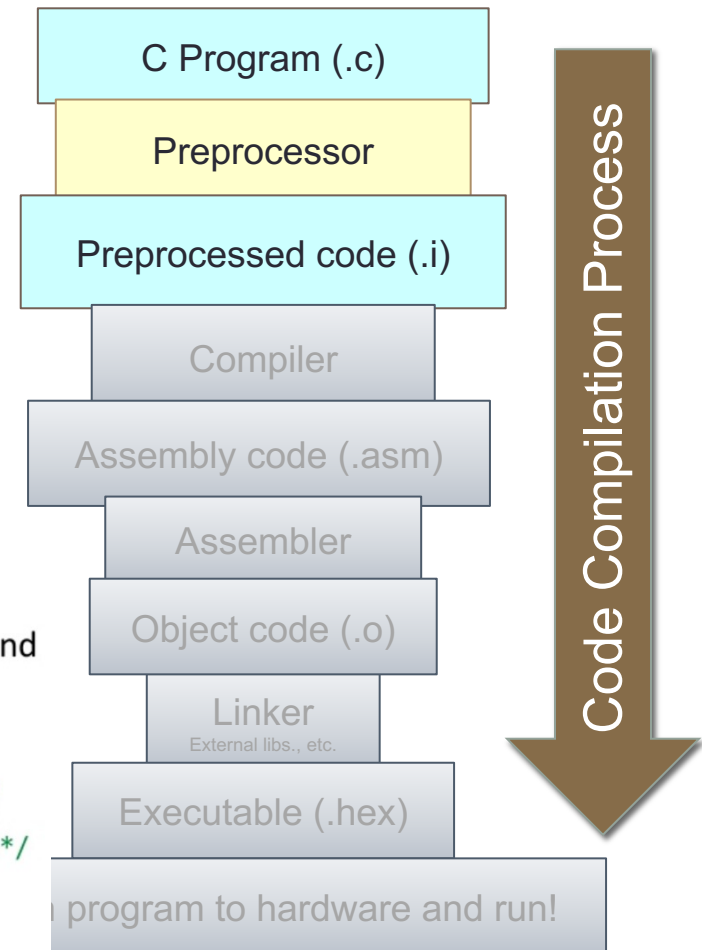 C Program (.c)
Preprocessor
Preprocessed code (.i)
Compiler
Assembly code (.asm)
Assembler
Object code (.o)
nd
Linker
External libs., etc.
Executable (.hex)
*/
program to hardware and run!
Code Compilation Process